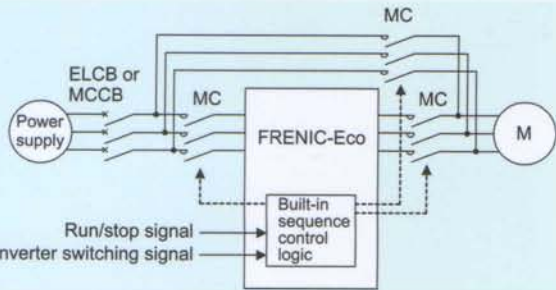 MC
ELCB or
MCCB
MC
MC
Power
supply
FRENIC-Eco
M
Built-in
sequence
control
logic
Run/stop signal
nverter switching signal